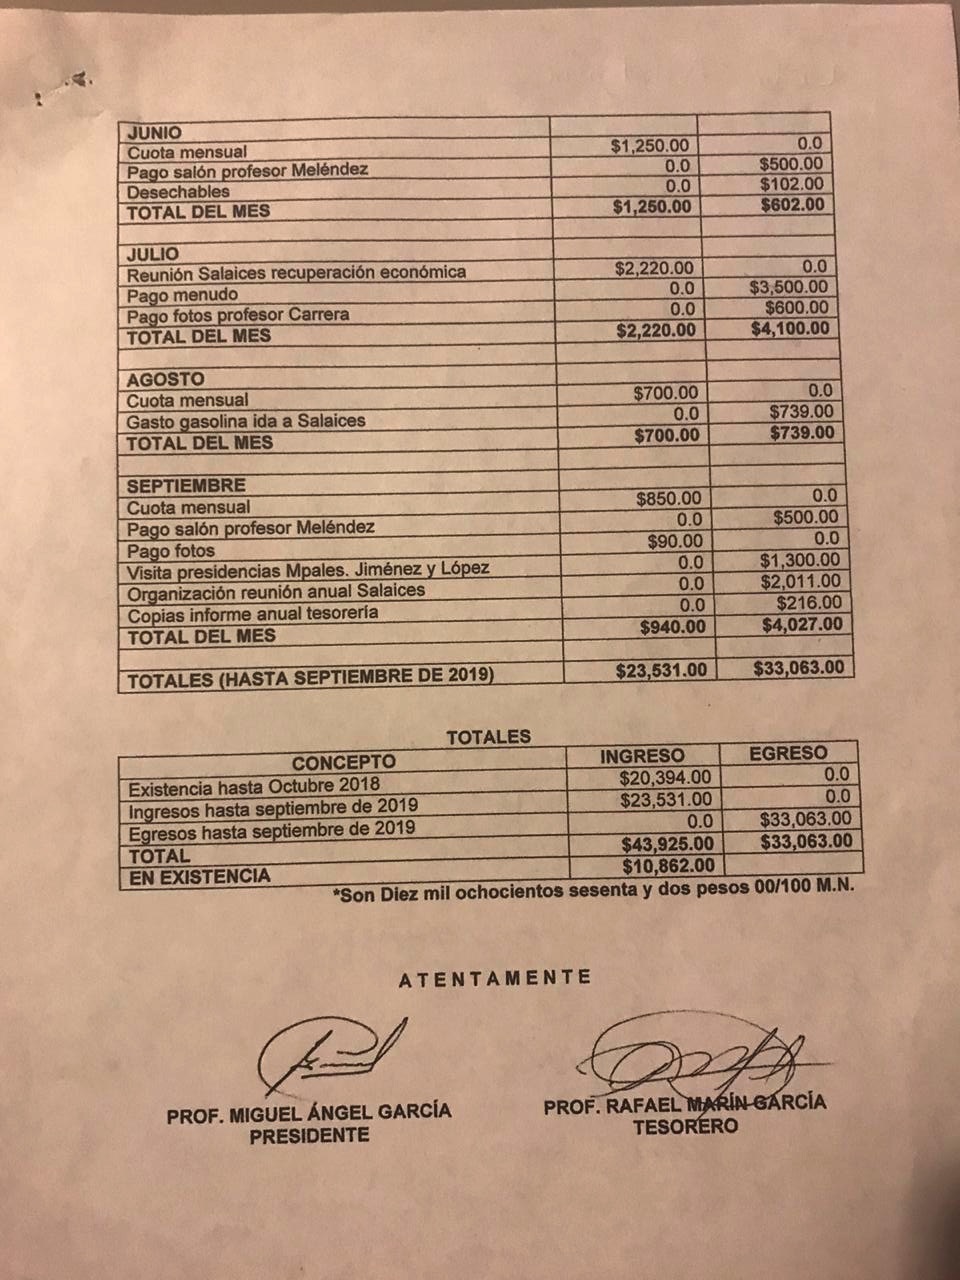 JUNIO
Cuota mensual $1,250.00 0.0
Pago salón profesor Meléndez 0.0 $500.00
Desechables 0.0 $102.00
TOTAL DEL MES $1,250.00 $602.00
JULIO
Reunión Salaices recuperación económica $2,220.00 0.0
Pago menudo 0.0 $3,500.00
Pago fotos profesor Carrera 0.0 $600.00
TOTAL DEL MES $2,220.00 $4,100.00
AGOSTO
Cuota mensual $700.00 0.0
Gasto gasolina ida a Salaices 0.0 $739.00
TOTAL DEL MES $700.00 $739.00
SEPTIEMBRE
Cuota mensual $850.00 0.0
Pago salón profesor Meléndez 0.0 $500.00
Pago fotos $90.00 0.0
Visita presidencias Mpales. Jiménez y López 0.0 $1,300.00
Organización reunión anual Salaices 0.0 $2,011.00
Copias informe anual tesorería 0.0 $216.00
TOTAL DEL MES $940.00 $4,027.00
TOTALES (HASTA SEPTIEMBRE DE 2019) $23,531.00 $33,063.00
TOTALES
CONCEPTO INGRESO EGRESO
Existencia hasta Octubre 2018 $20,394.00 0.0
Ingresos hasta septiembre de 2019 $23,531.00 0.0
Egresos hasta septiembre de 2019 0.0 $33,063.00
TOTAL $43,925.00 $33,063.00
EN EXISTENCIA $10,862.00
*Son Diez mil ochocientos sesenta y dos pesos 00/100 M.N.
ATENTAMENTE
PROF. MIGUEL ÁNGEL GARCÍA PROF. RAFAEL MARÍN GARCÍA
PRESIDENTE TESORERO